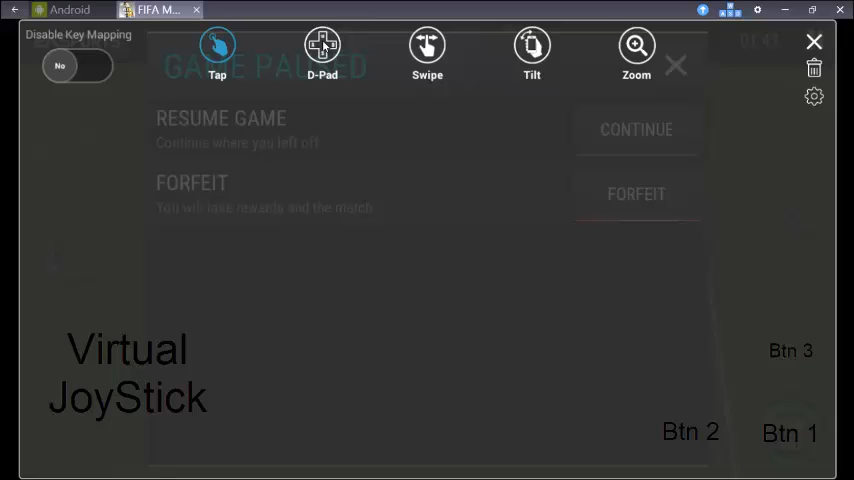 Android
FIFA M...
Disable Key Mapping
No
Tap
D-Pad
Swipe
Tilt
Zoom
GAME PAUSED
01:41
RESUME GAME
Continue where you left off
CONTINUE
FORFEIT
You will lose rewards and the match
FORFEIT
Virtual
JoyStick
Btn 3
Btn 2
Btn 1